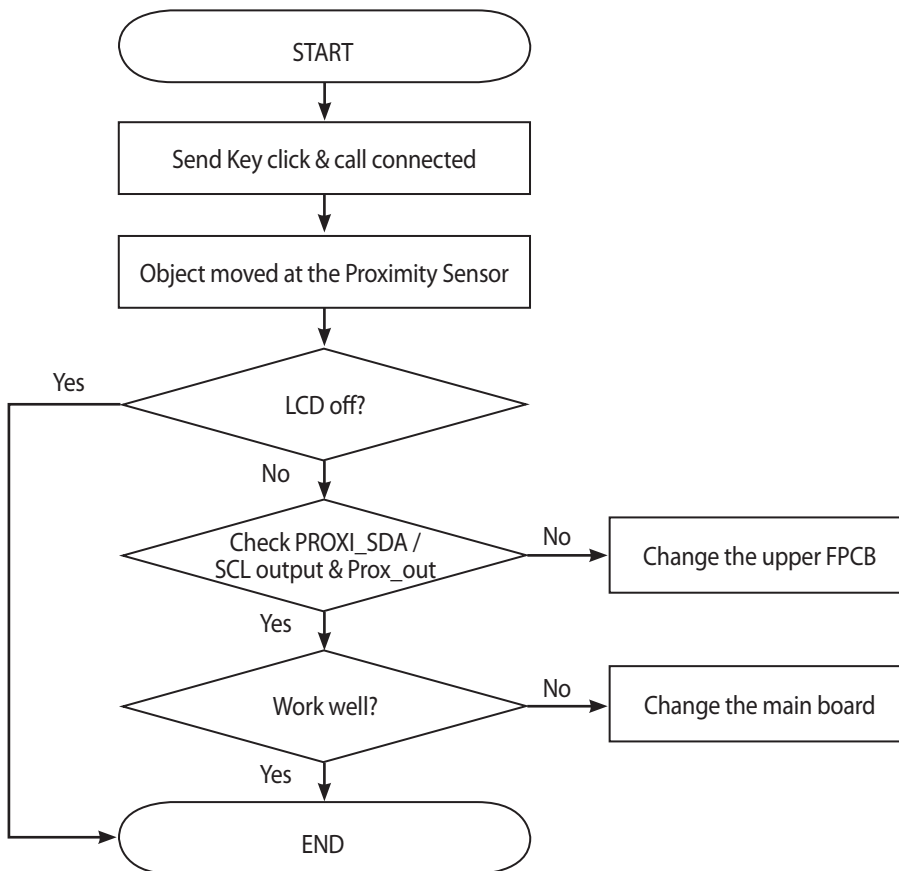 START
Send Key click & call connected
Object moved at the Proximity Sensor
Yes
LCD off?
No
Check PROXI_SDA /
SCL output & Prox_out
No
Change the upper FPCB
Yes
Work well?
No
Change the main board
Yes
END